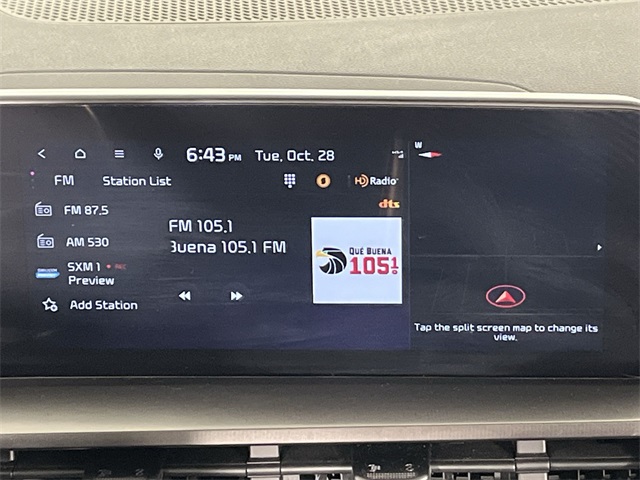 6:43 PM Tue, Oct. 28
W
FM Station List HD Radio
dts
FM 87.5
AM 530
SXM 1 REC
Preview
Add Station
FM 105.1
Buena 105.1 FM
QUÉ BUENA
105.1
Tap the split screen map to change its
view.